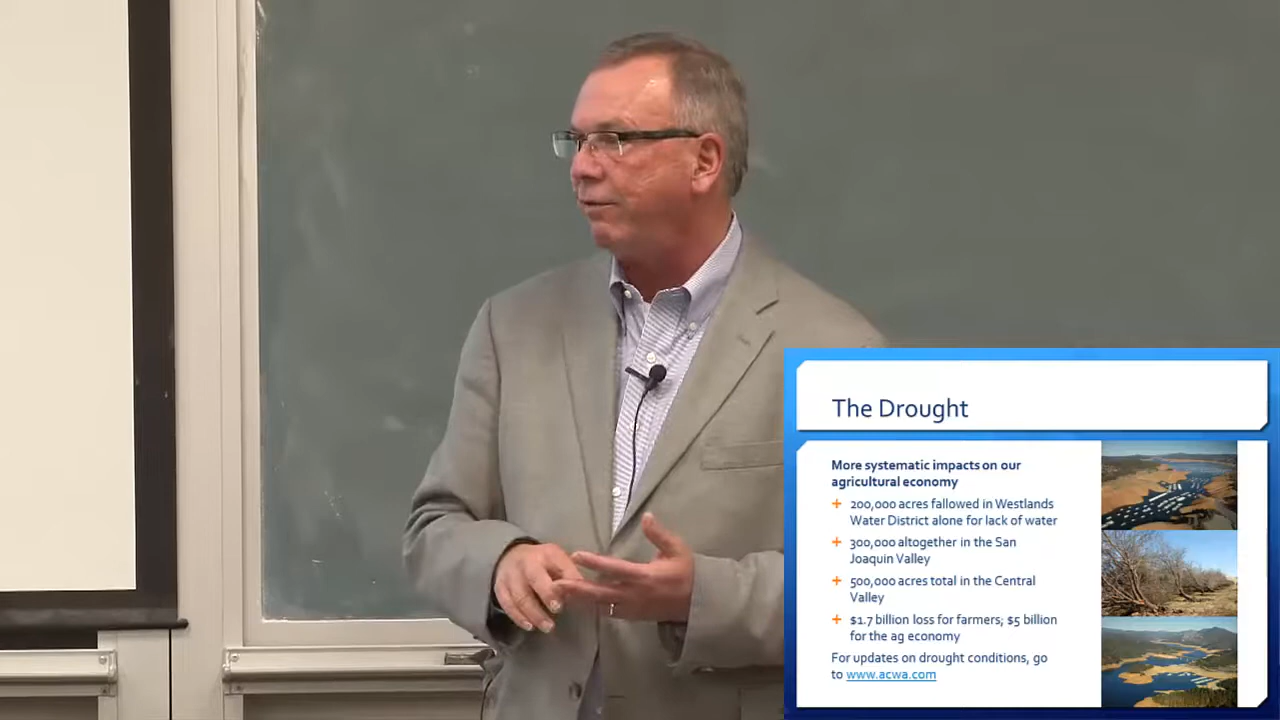 The Drought
More systematic impacts on our
agricultural economy
+ 200,000 acres fallowed in Westlands
Water District alone for lack of water
+ 300,000 altogether in the San
Joaquin Valley
+ 500,000 acres total in the Central
Valley
+ $1.7 billion loss for farmers; $5 billion
for the ag economy
For updates on drought conditions, go
to www.acwa.com